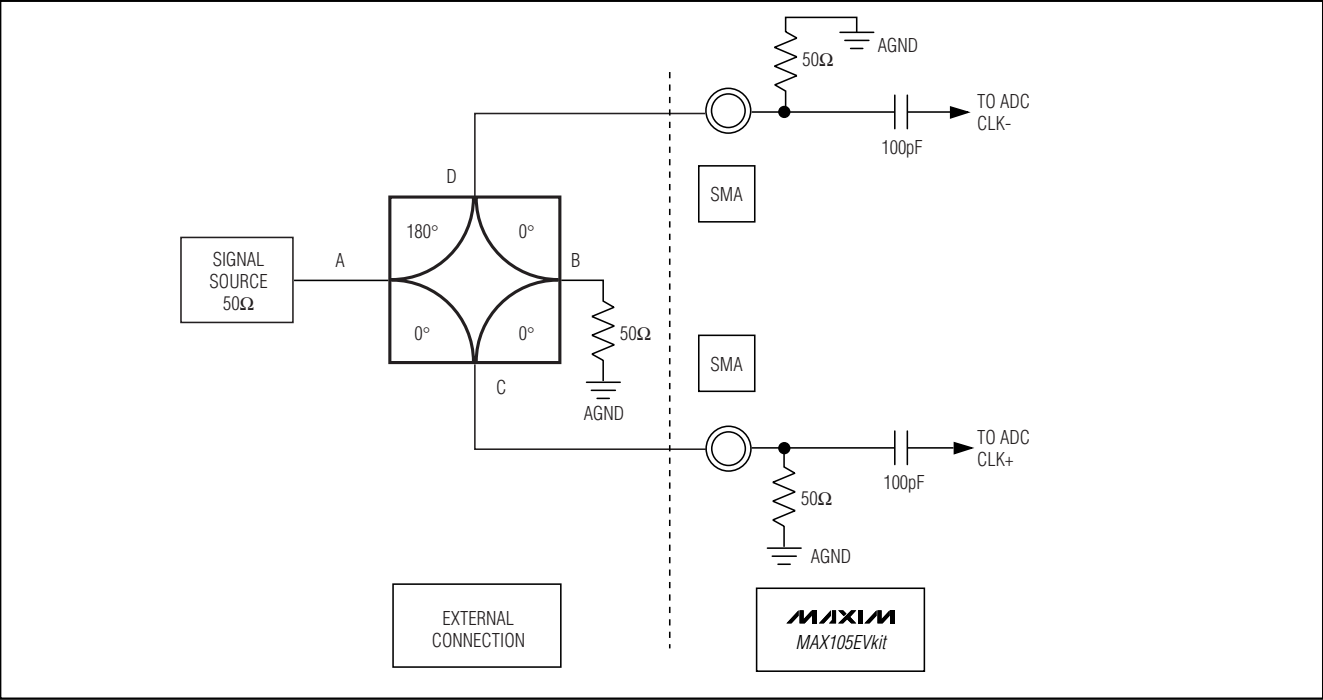 AGND
50Ω
TO ADC
CLK-
100pF
D
SMA
180°
0°
SIGNAL
SOURCE
50Ω
A
B
0°
0°
50Ω
SMA
C
AGND
TO ADC
CLK+
100pF
50Ω
AGND
EXTERNAL
CONNECTION
MAXIM
MAX105EVkit